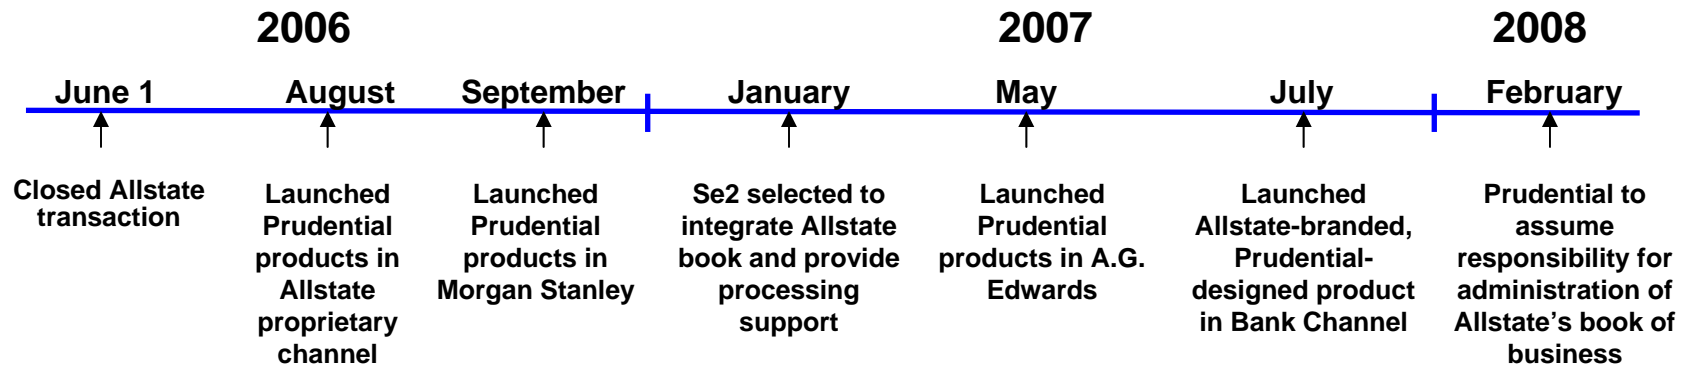 2006
2007
2008
June 1
August
September
January
May
July
February
Closed Allstate
transaction
Launched
Prudential
products in
Allstate
proprietary
channel
Launched
Prudential
products in
Morgan Stanley
Se2 selected to
integrate Allstate
book and provide
processing
support
Launched
Prudential
products in A.G.
Edwards
Launched
Allstate-branded,
Prudential-
designed product
in Bank Channel
Prudential to
assume
responsibility for
administration of
Allstate’s book of
business